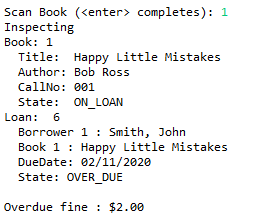 Scan Book (<enter> completes): 1
Inspecting
Book: 1
  Title:  Happy Little Mistakes
  Author: Bob Ross
  CallNo: 001
  State:  ON_LOAN
Loan:  6
  Borrower 1 : Smith, John
  Book 1 : Happy Little Mistakes
  DueDate: 02/11/2020
  State: OVER_DUE

Overdue fine : $2.00